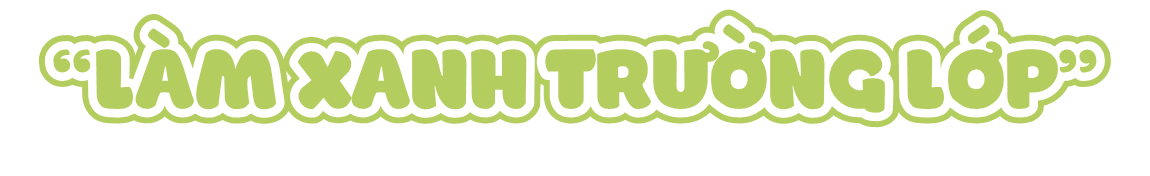 “LÀM XANH TRƯỜNG LỚP”